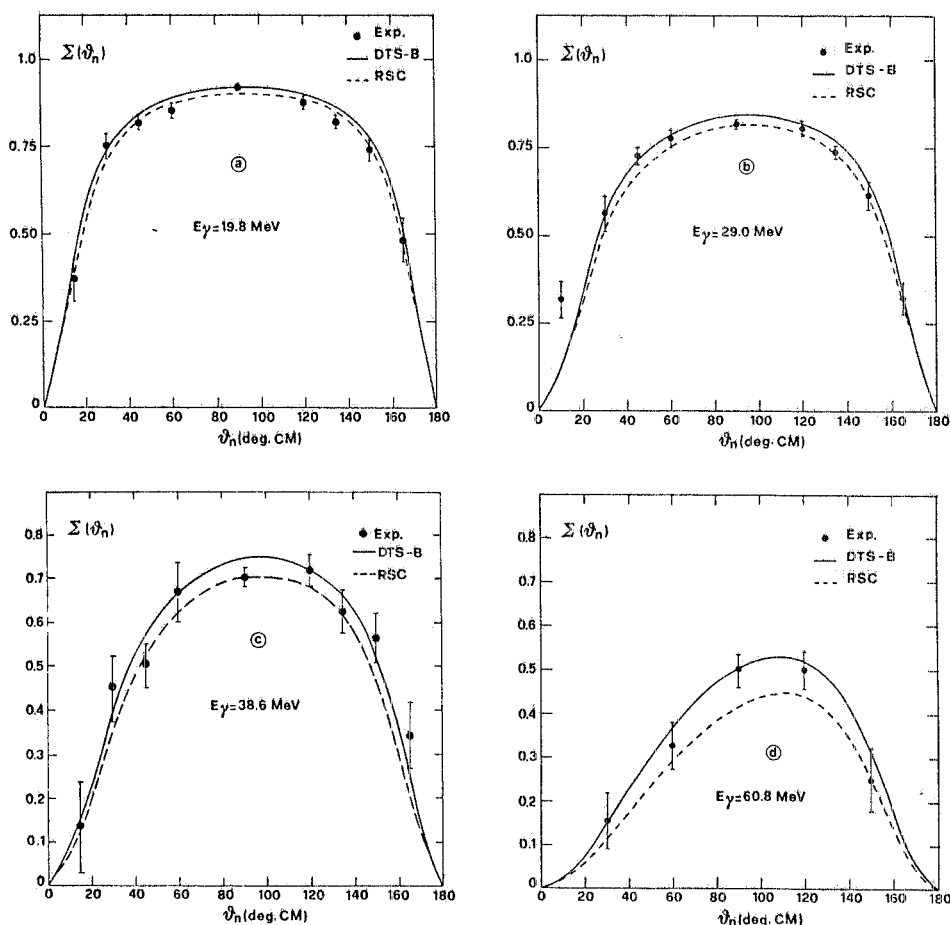 Σ(ϑn)
Exp.
DTS-B
RSC
1.0
0.75
0.50
0.25
0
a
Eγ=19.8 MeV
0 20 40 60 80 100 120 140 160 180
ϑn(deg. CM)
Σ(ϑn)
Exp.
DTS-B
RSC
1.0
0.75
0.50
0.25
0
b
Eγ=29.0 MeV
0 20 40 60 80 100 120 140 160 180
ϑn(deg. CM)
Σ(ϑn)
Exp.
DTS-B
RSC
0.8
0.7
0.6
0.5
0.4
0.3
0.2
0.1
0
c
Eγ=38.6 MeV
0 20 40 60 80 100 120 140 160 180
ϑn(deg. CM)
Σ(ϑn)
Exp.
DTS-B
RSC
0.8
0.7
0.6
0.5
0.4
0.3
0.2
0.1
0
d
Eγ=60.8 MeV
0 20 40 60 80 100 120 140 160 180
ϑn(deg. CM)